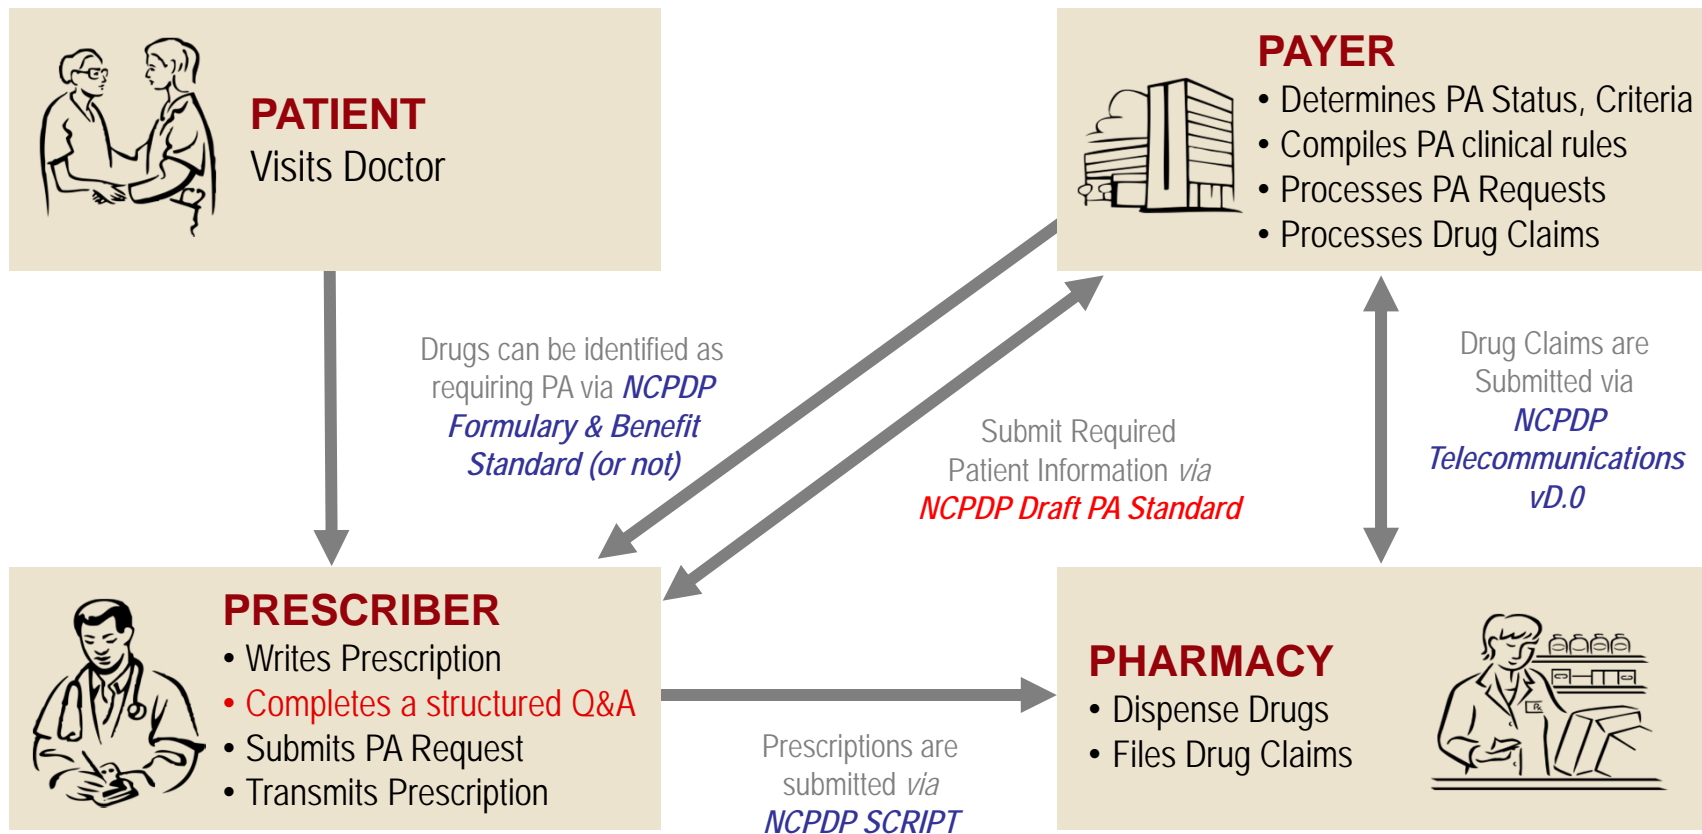 PATIENT
Visits Doctor
PAYER
• Determines PA Status, Criteria
• Compiles PA clinical rules
• Processes PA Requests
• Processes Drug Claims
Drugs can be identified as
requiring PA via NCPDP
Formulary & Benefit
Standard (or not)
Submit Required
Patient Information via
NCPDP Draft PA Standard
Drug Claims are
Submitted via
NCPDP
Telecommunications
vD.0
PRESCRIBER
• Writes Prescription
• Completes a structured Q&A
• Submits PA Request
• Transmits Prescription
Prescriptions are
submitted via
NCPDP SCRIPT
PHARMACY
• Dispense Drugs
• Files Drug Claims